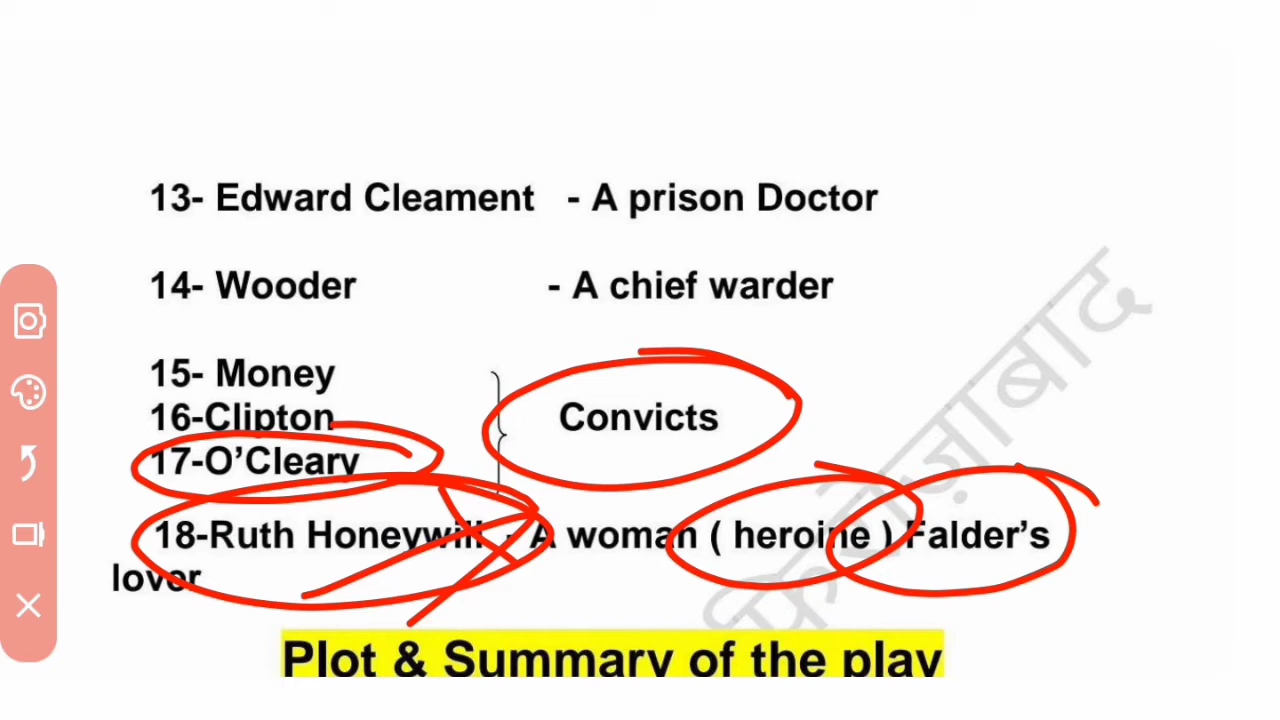 13- Edward Cleament - A prison Doctor
14- Wooder - A chief warder
15- Money
16-Clipton
Convicts
17-O'Cleary
18-Ruth Honeywill - A woman ( heroine ) Falder's
lover
फिरोज़ाबाद
Plot & Summary of the play